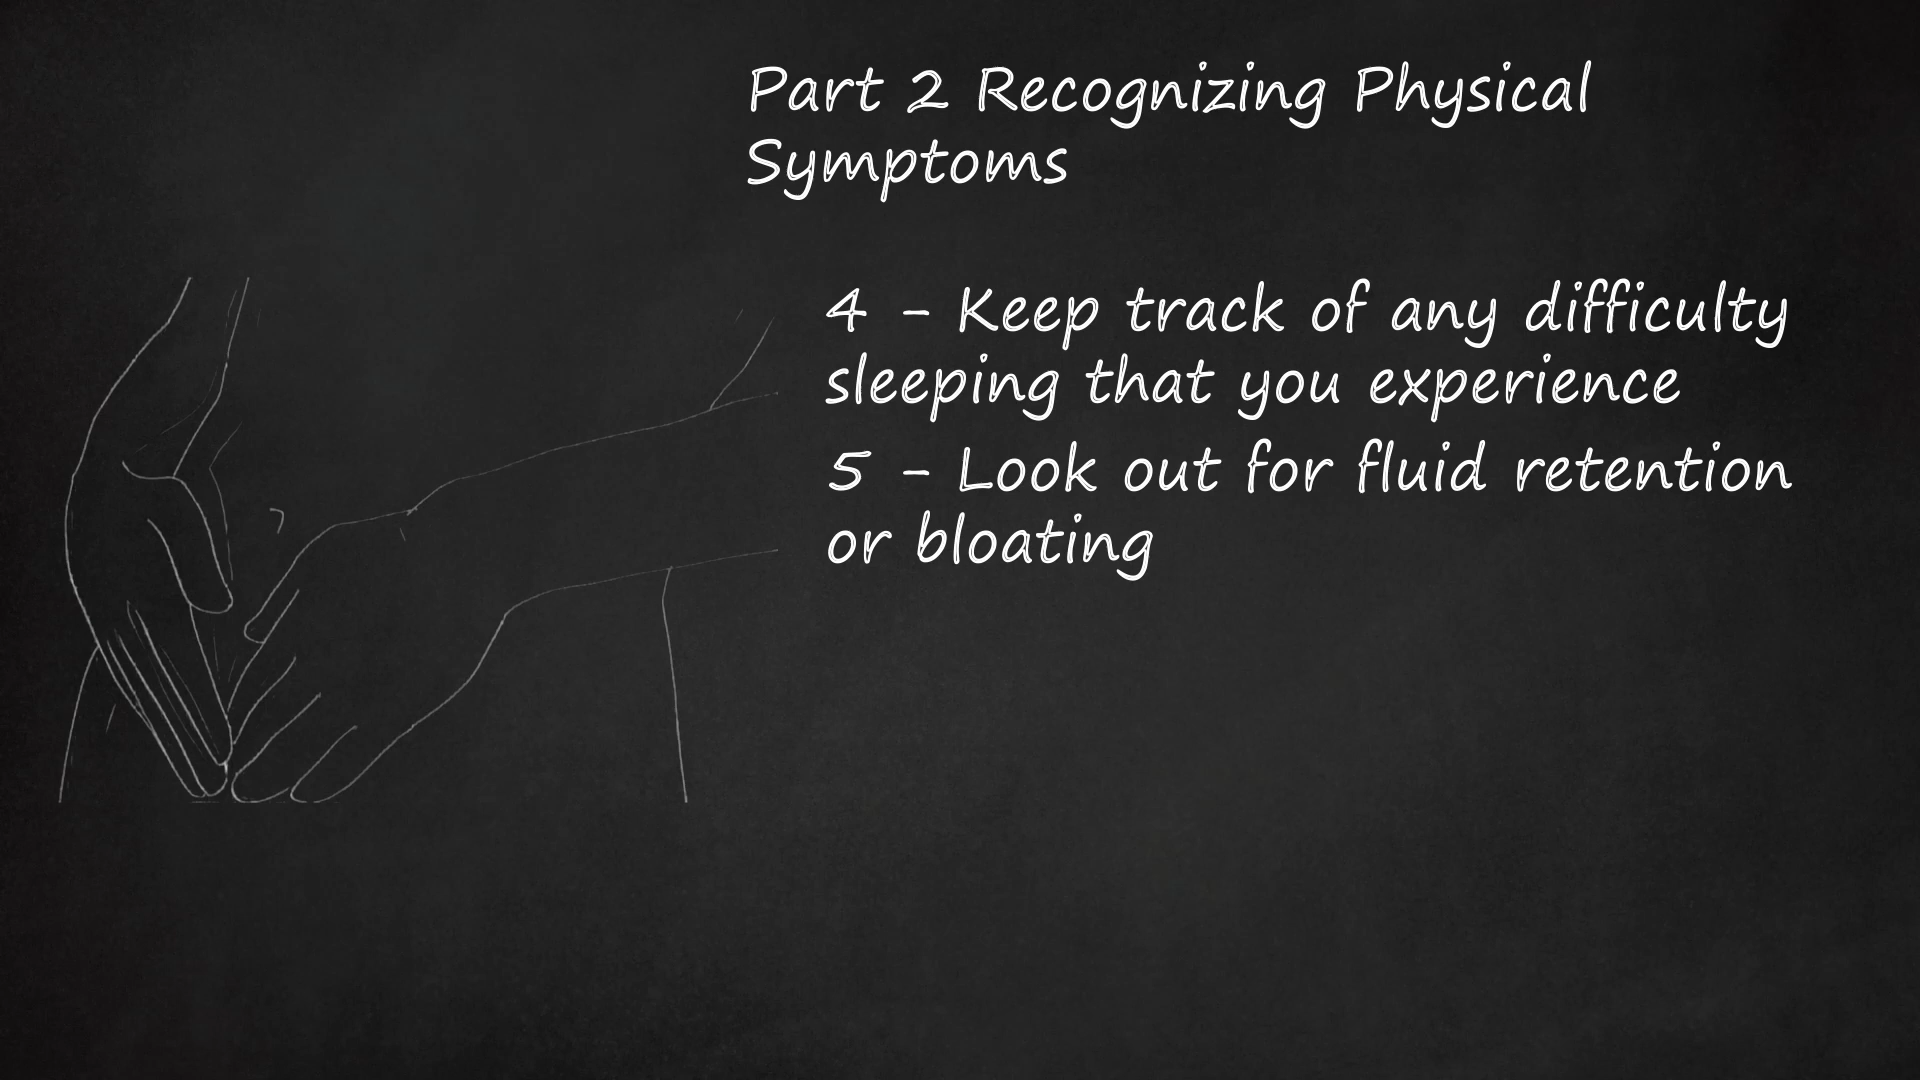 Part 2 Recognizing Physical
Symptoms
4 - Keep track of any difficulty
sleeping that you experience
5 - Look out for fluid retention
or bloating